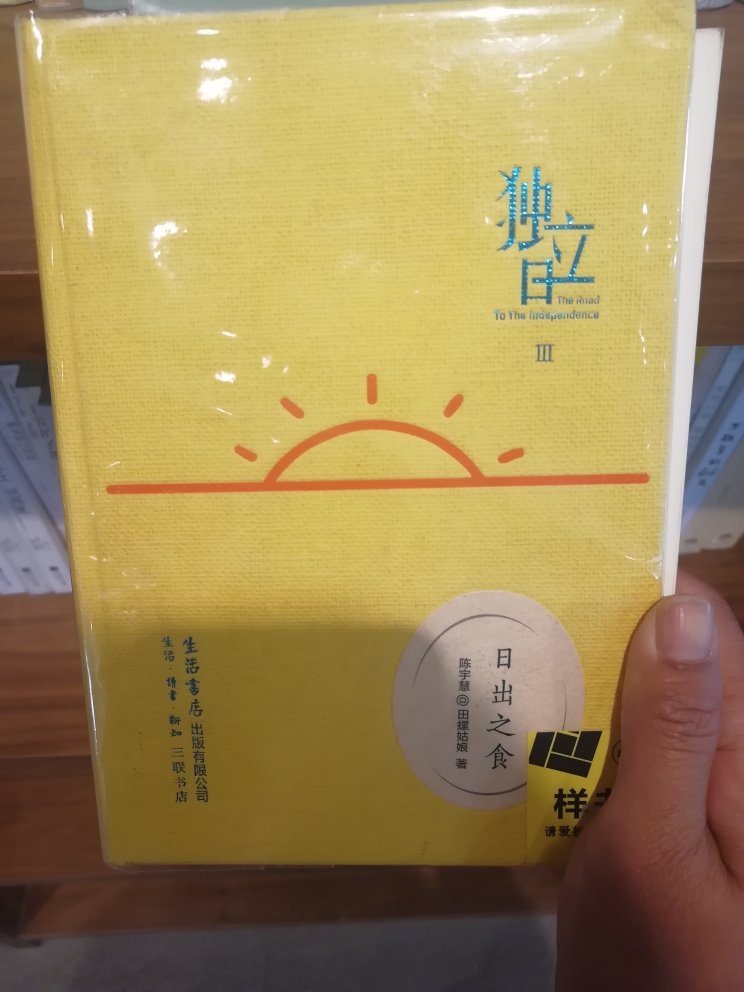 独立日
The Road
To The Independence
III
日出之食
陈宇慧@田螺姑娘 著
生活書店出版有限公司
生活·讀書·新知 三联书店
样
请爱